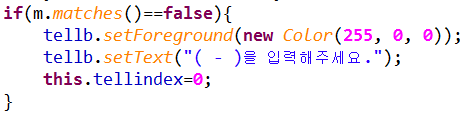 if(m.matches()==false){
tellb.setForeground(new Color(255, 0, 0));
tellb.setText("( - )을 입력해주세요.");
this.tellindex=0;
}